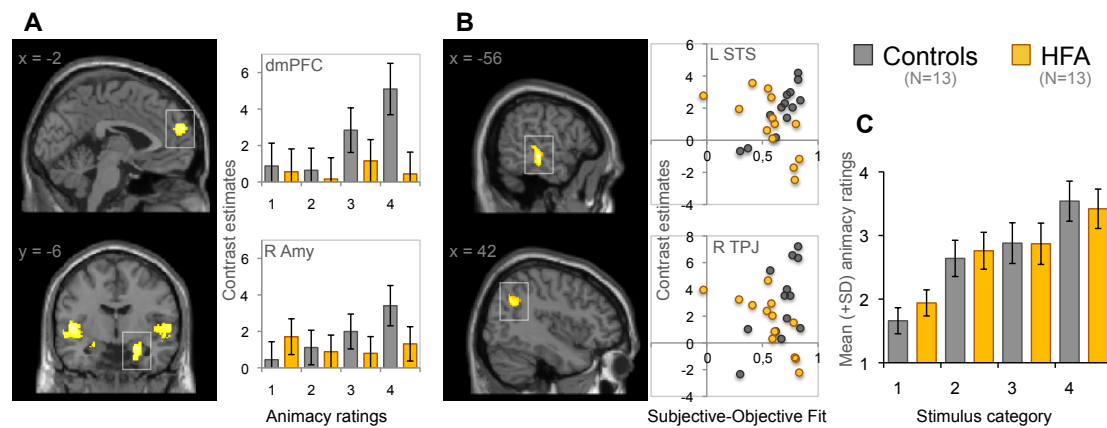 A
x = -2
dmPFC
6
4
2
0
1 2 3 4
y = -6
R Amy
6
4
2
0
1 2 3 4
Contrast estimates
Animacy ratings
B
x = -56
L STS
6
4
2
0
-2
-4
0 0,5 1
x = 42
R TPJ
8
6
4
2
0
-2
-4
0 0,5 1
Contrast estimates
Subjective-Objective Fit
Controls
(N=13)
HFA
(N=13)
C
4
3
2
1
Mean (+SD) animacy ratings
1 2 3 4
Stimulus category